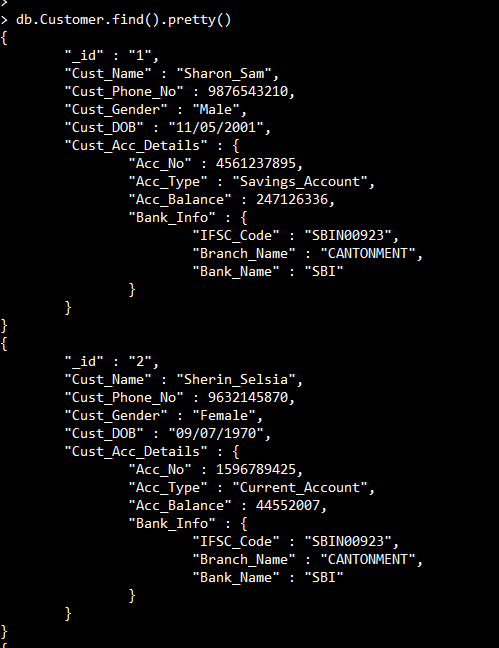 >
> db.Customer.find().pretty()
{
        "_id" : "1",
        "Cust_Name" : "Sharon_Sam",
        "Cust_Phone_No" : 9876543210,
        "Cust_Gender" : "Male",
        "Cust_DOB" : "11/05/2001",
        "Cust_Acc_Details" : {
                "Acc_No" : 4561237895,
                "Acc_Type" : "Savings_Account",
                "Acc_Balance" : 247126336,
                "Bank_Info" : {
                        "IFSC_Code" : "SBIN00923",
                        "Branch_Name" : "CANTONMENT",
                        "Bank_Name" : "SBI"
                }
        }
}
{
        "_id" : "2",
        "Cust_Name" : "Sherin_Selsia",
        "Cust_Phone_No" : 9632145870,
        "Cust_Gender" : "Female",
        "Cust_DOB" : "09/07/1970",
        "Cust_Acc_Details" : {
                "Acc_No" : 1596789425,
                "Acc_Type" : "Current_Account",
                "Acc_Balance" : 44552007,
                "Bank_Info" : {
                        "IFSC_Code" : "SBIN00923",
                        "Branch_Name" : "CANTONMENT",
                        "Bank_Name" : "SBI"
                }
        }
}
{